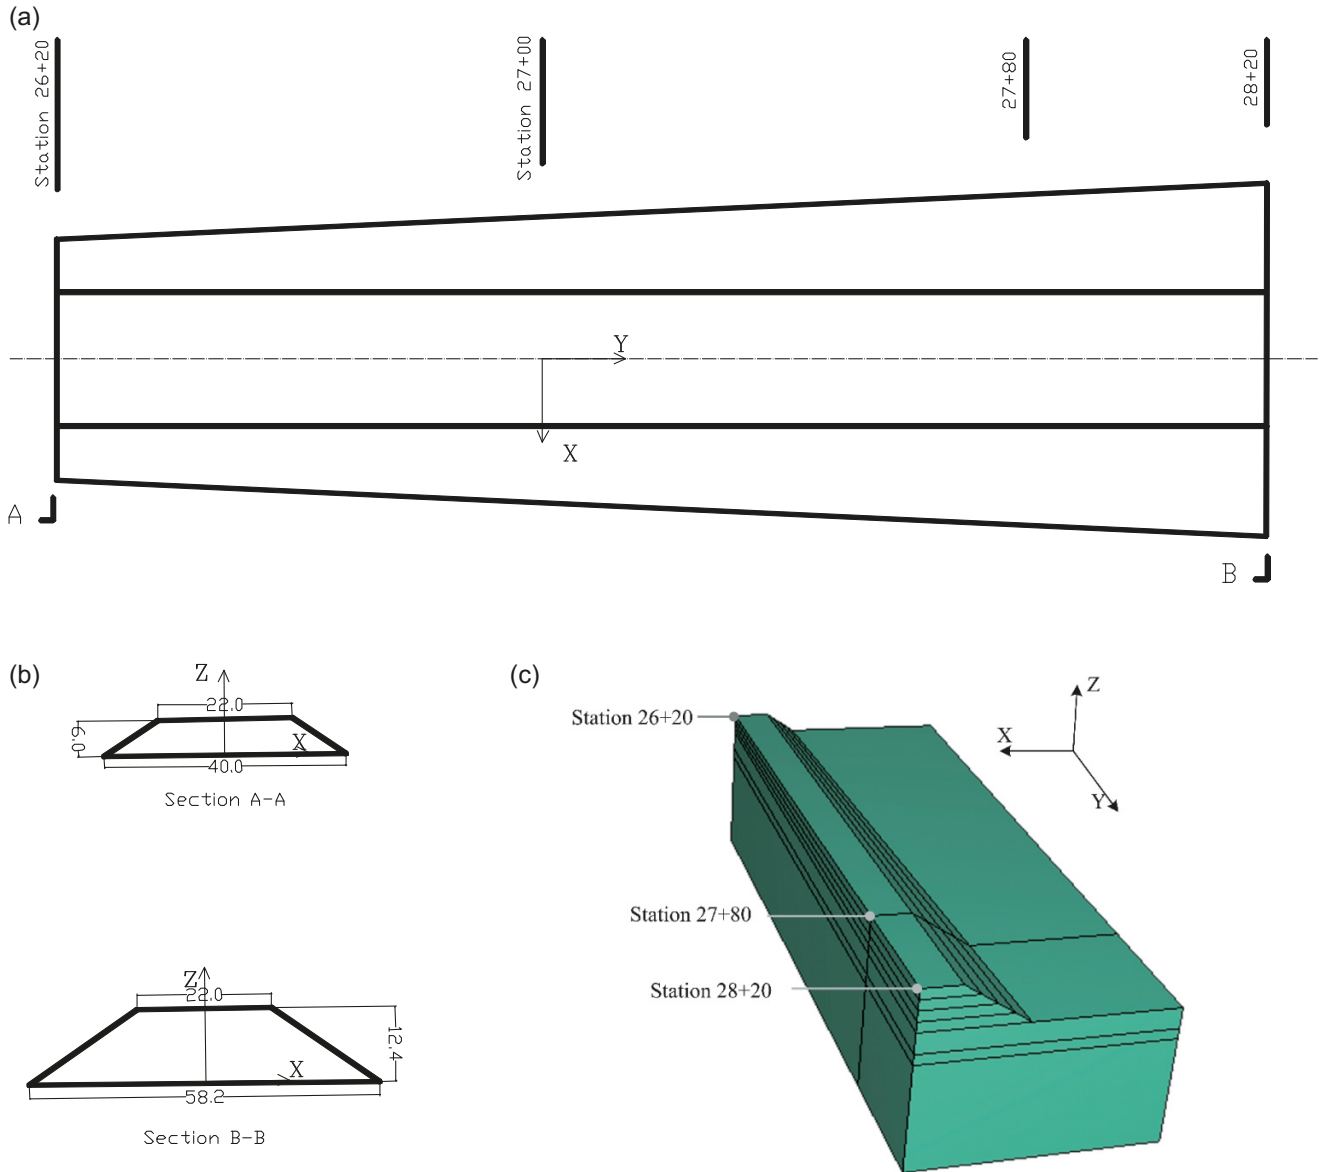 (a)
Station 26+20
Station 27+00
27+80
28+20
Y
X
A
B
(b)
Z
22.0
6.0
X
40.0
Section A-A
Z
22.0
12.4
X
58.2
Section B-B
(c)
Station 26+20
Z
X
Y
Station 27+80
Station 28+20